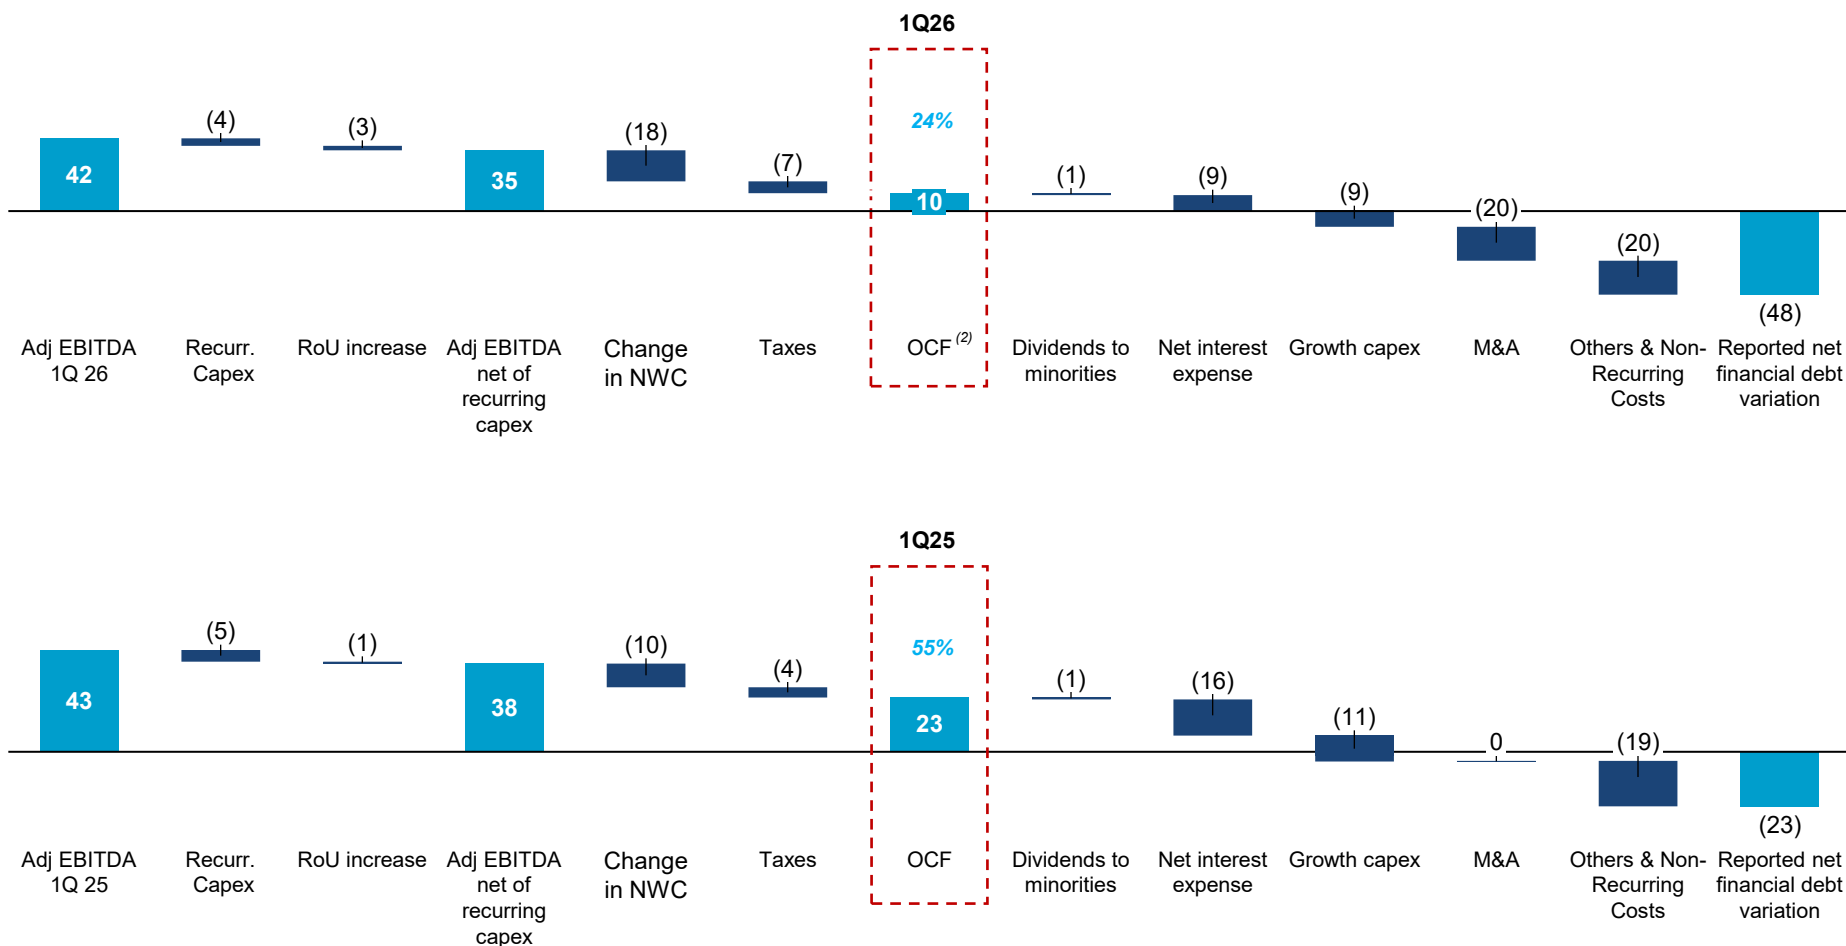 1Q26
42
(4)
(3)
35
(18)
(7)
24%
10
(1)
(9)
(9)
(20)
(20)
(48)
Adj EBITDA
1Q 26
Recurr.
Capex
RoU increase
Adj EBITDA
net of
recurring
capex
Change
in NWC
Taxes
OCF (2)
Dividends to
minorities
Net interest
expense
Growth capex
M&A
Others & Non-
Recurring
Costs
Reported net
financial debt
variation
1Q25
43
(5)
(1)
38
(10)
(4)
55%
23
(1)
(16)
(11)
0
(19)
(23)
Adj EBITDA
1Q 25
Recurr.
Capex
RoU increase
Adj EBITDA
net of
recurring
capex
Change
in NWC
Taxes
OCF
Dividends to
minorities
Net interest
expense
Growth capex
M&A
Others & Non-
Recurring
Costs
Reported net
financial debt
variation